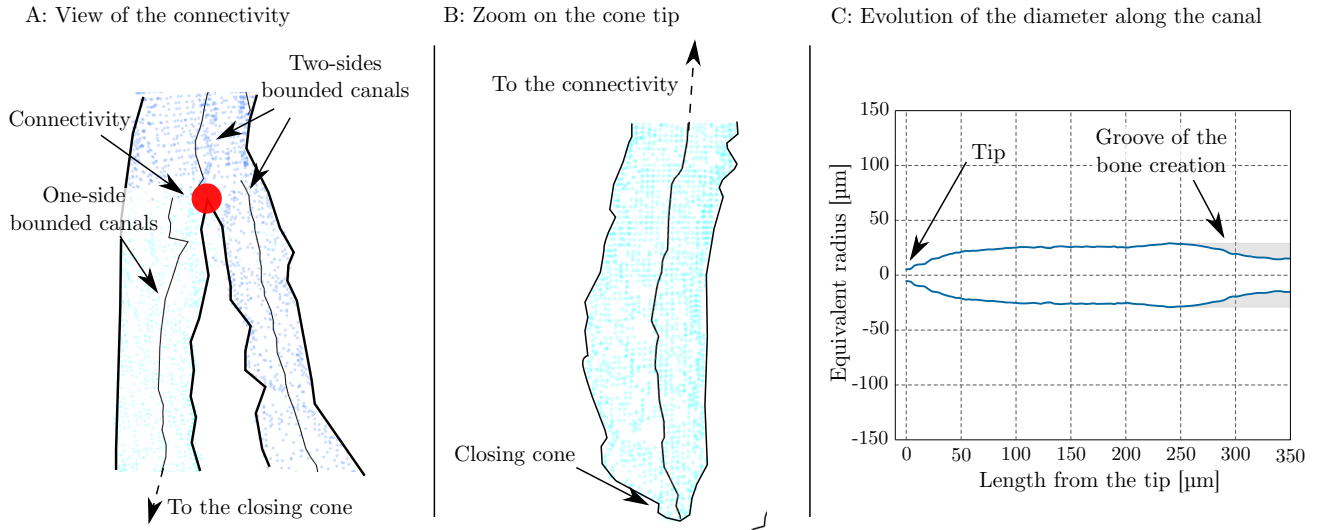 A: View of the connectivity
Two-sides
bounded canals
Connectivity
One-side
bounded canals
To the closing cone
B: Zoom on the cone tip
To the connectivity
Closing cone
C: Evolution of the diameter along the canal
Equivalent radius [µm]
150
100
50
0
-50
-100
-150
Tip
Groove of the
bone creation
0 50 100 150 200 250 300 350
Length from the tip [µm]